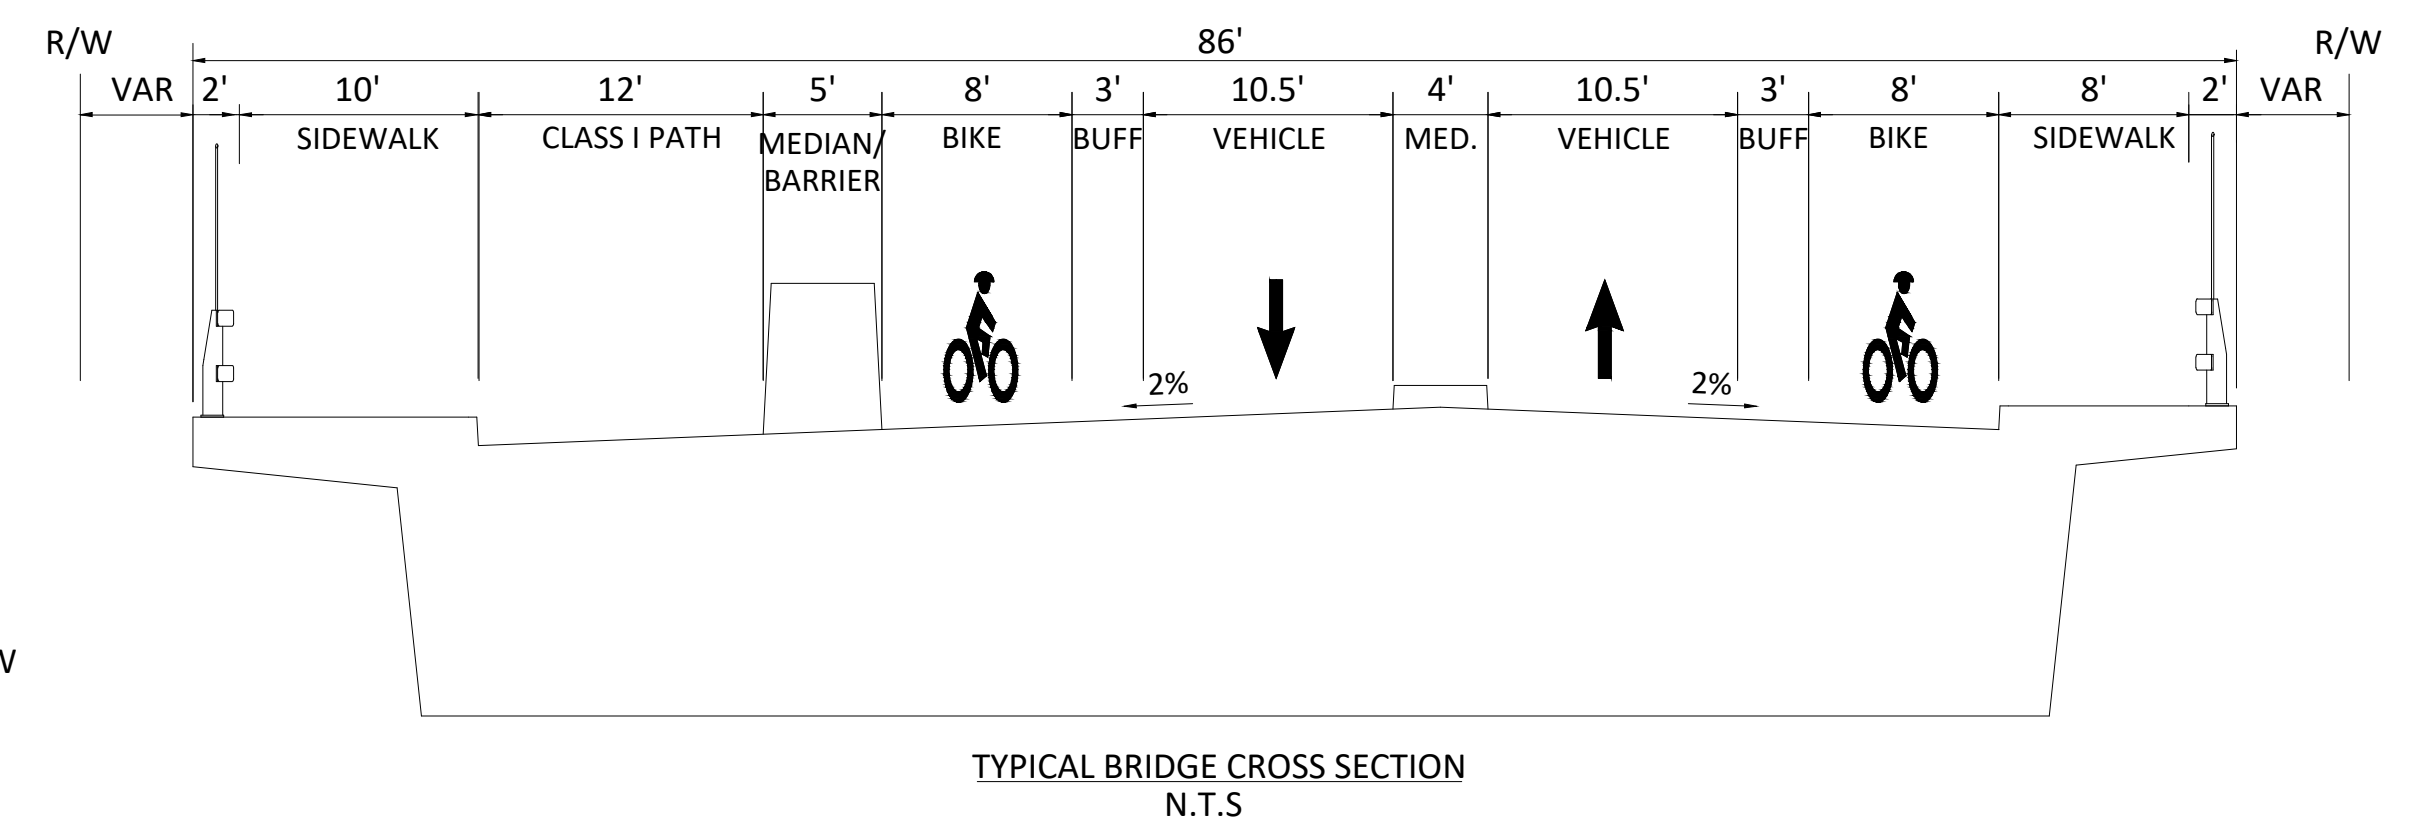 R/W 86' R/W
VAR 2' 10' 12' 5' 8' 3' 10.5' 4' 10.5' 3' 8' 8' 2' VAR
SIDEWALK CLASS I PATH MEDIAN/ BIKE BUFF VEHICLE MED. VEHICLE BUFF BIKE SIDEWALK
BARRIER
2% 2%
W
TYPICAL BRIDGE CROSS SECTION
N.T.S